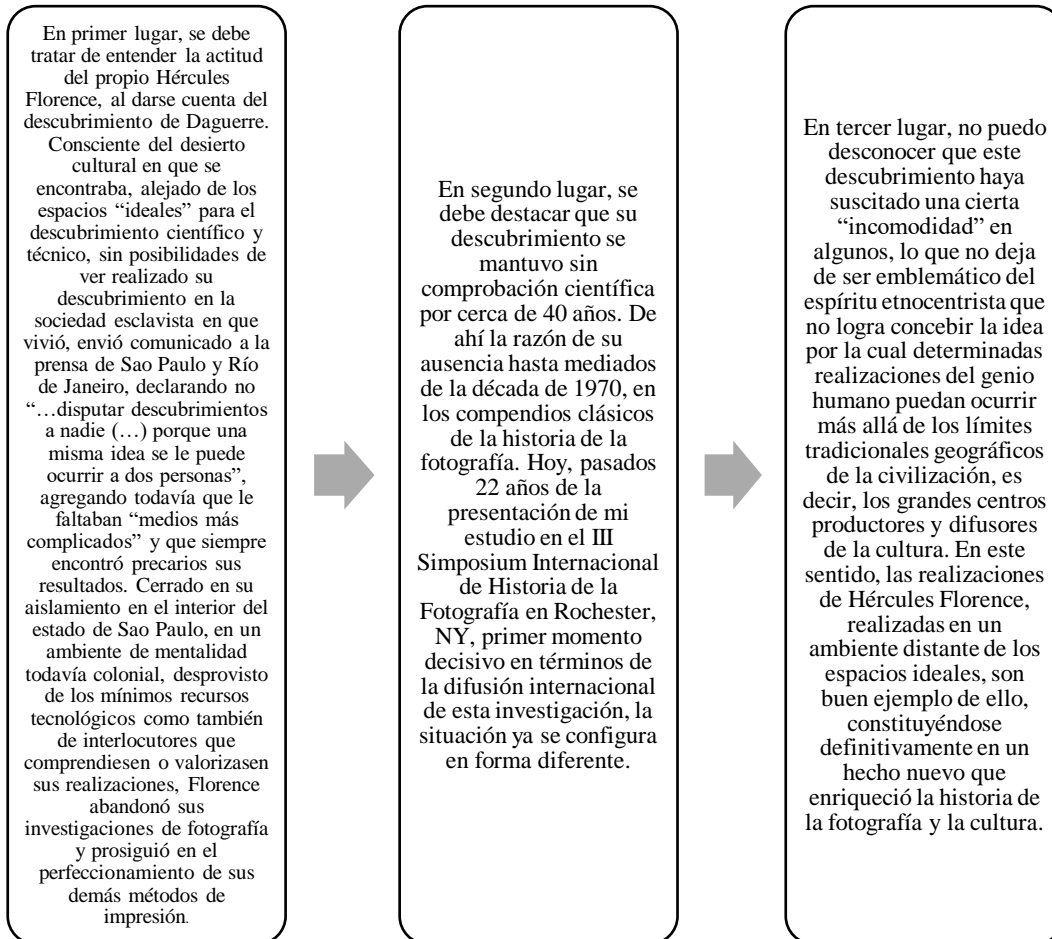 En primer lugar, se debe
tratar de entender la actitud
del propio Hércules
Florence, al darse cuenta del
descubrimiento de Daguerre.
Consciente del desierto
cultural en que se
encontraba, alejado de los
espacios “ideales” para el
descubrimiento científico y
técnico, sin posibilidades de
ver realizado su
descubrimiento en la
sociedad esclavista en que
vivió, envió comunicado a la
prensa de Sao Paulo y Río
de Janeiro, declarando no
“…disputar descubrimientos
a nadie (…) porque una
misma idea se le puede
ocurrir a dos personas”,
agregando todavía que le
faltaban “medios más
complicados” y que siempre
encontró precarios sus
resultados. Cerrado en su
aislamiento en el interior del
estado de Sao Paulo, en un
ambiente de mentalidad
todavía colonial, desprovisto
de los mínimos recursos
tecnológicos como también
de interlocutores que
comprendiesen o valorizasen
sus realizaciones, Florence
abandonó sus
investigaciones de fotografía
y prosiguió en el
perfeccionamiento de sus
demás métodos de
impresión.
En segundo lugar, se
debe destacar que su
descubrimiento se
mantuvo sin
comprobación científica
por cerca de 40 años. De
ahí la razón de su
ausencia hasta mediados
de la década de 1970, en
los compendios clásicos
de la historia de la
fotografía. Hoy, pasados
22 años de la
presentación de mi
estudio en el III
Simposium Internacional
de Historia de la
Fotografía en Rochester,
NY, primer momento
decisivo en términos de
la difusión internacional
de esta investigación, la
situación ya se configura
en forma diferente.
En tercer lugar, no puedo
desconocer que este
descubrimiento haya
suscitado una cierta
“incomodidad” en
algunos, lo que no deja
de ser emblemático del
espíritu etnocentrista que
no logra concebir la idea
por la cual determinadas
realizaciones del genio
humano puedan ocurrir
más allá de los límites
tradicionales geográficos
de la civilización, es
decir, los grandes centros
productores y difusores
de la cultura. En este
sentido, las realizaciones
de Hércules Florence,
realizadas en un
ambiente distante de los
espacios ideales, son
buen ejemplo de ello,
constituyéndose
definitivamente en un
hecho nuevo que
enriqueció la historia de
la fotografía y la cultura.